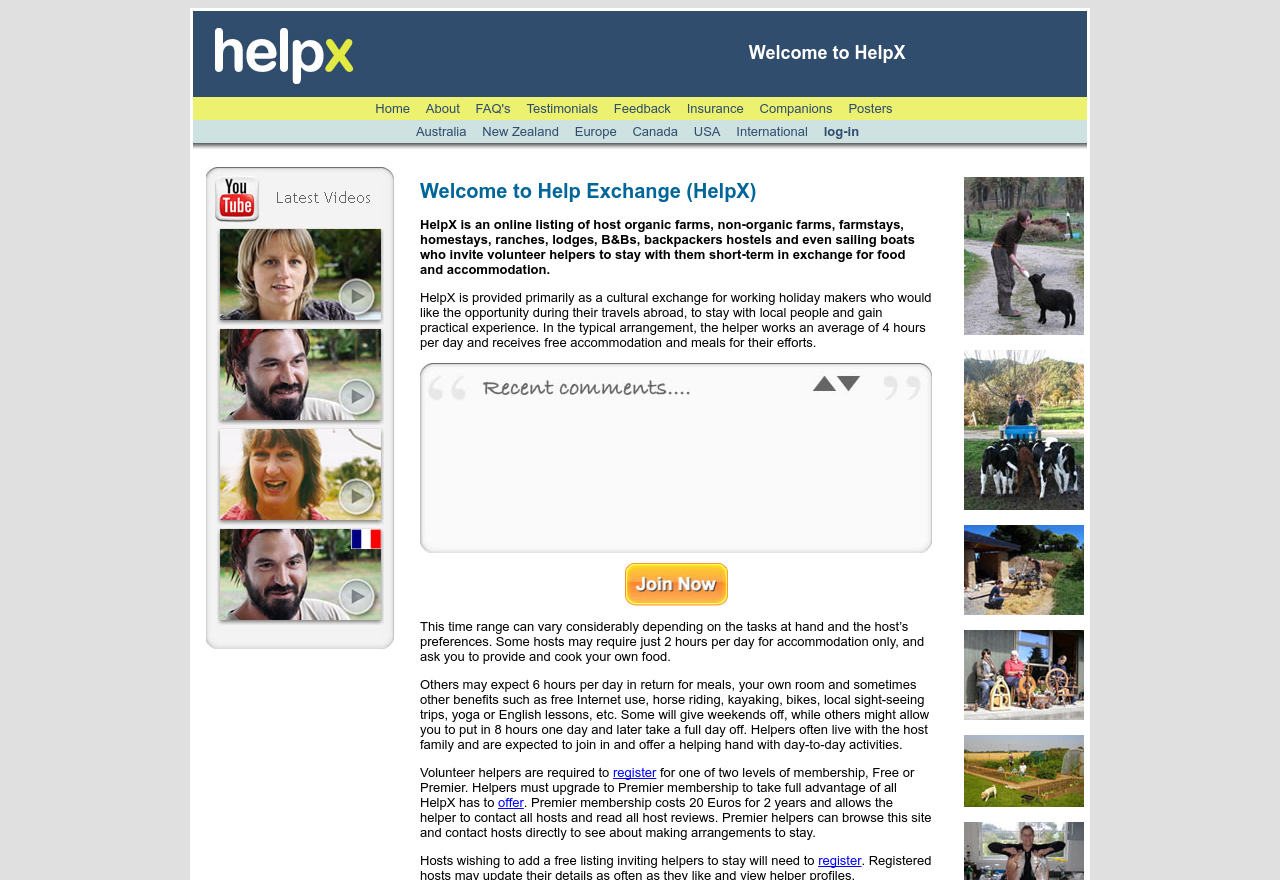 helpx
Welcome to HelpX
Home About FAQ's Testimonials Feedback Insurance Companions Posters
Australia New Zealand Europe Canada USA International log-in
You
Tube
Latest Videos
Welcome to Help Exchange (HelpX)
HelpX is an online listing of host organic farms, non-organic farms, farmstays,
homestays, ranches, lodges, B&Bs, backpackers hostels and even sailing boats
who invite volunteer helpers to stay with them short-term in exchange for food
and accommodation.
HelpX is provided primarily as a cultural exchange for working holiday makers who would
like the opportunity during their travels abroad, to stay with local people and gain
practical experience. In the typical arrangement, the helper works an average of 4 hours
per day and receives free accommodation and meals for their efforts.
“ Recent comments.... ”
Join Now
This time range can vary considerably depending on the tasks at hand and the host’s
preferences. Some hosts may require just 2 hours per day for accommodation only, and
ask you to provide and cook your own food.
Others may expect 6 hours per day in return for meals, your own room and sometimes
other benefits such as free Internet use, horse riding, kayaking, bikes, local sight-seeing
trips, yoga or English lessons, etc. Some will give weekends off, while others might allow
you to put in 8 hours one day and later take a full day off. Helpers often live with the host
family and are expected to join in and offer a helping hand with day-to-day activities.
Volunteer helpers are required to register for one of two levels of membership, Free or
Premier. Helpers must upgrade to Premier membership to take full advantage of all
HelpX has to offer. Premier membership costs 20 Euros for 2 years and allows the
helper to contact all hosts and read all host reviews. Premier helpers can browse this site
and contact hosts directly to see about making arrangements to stay.
Hosts wishing to add a free listing inviting helpers to stay will need to register. Registered
hosts may update their details as often as they like and view helper profiles.